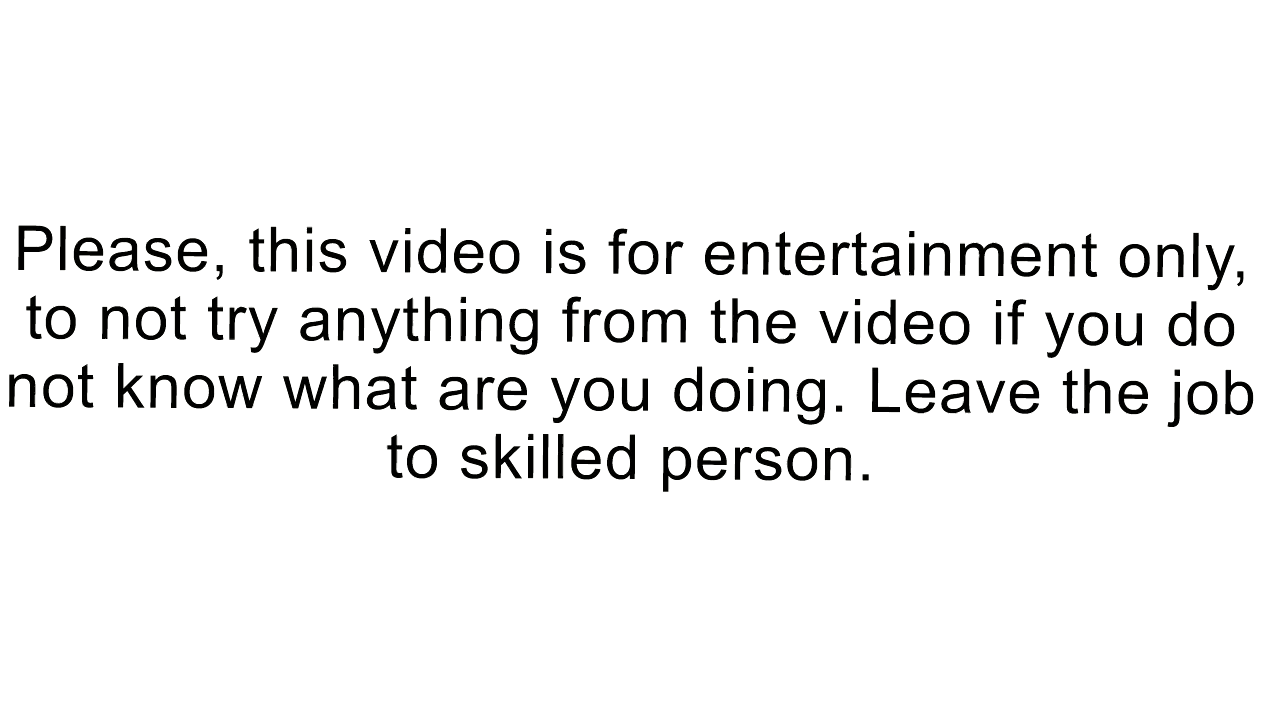 Please, this video is for entertainment only,
to not try anything from the video if you do
not know what are you doing. Leave the job
to skilled person.